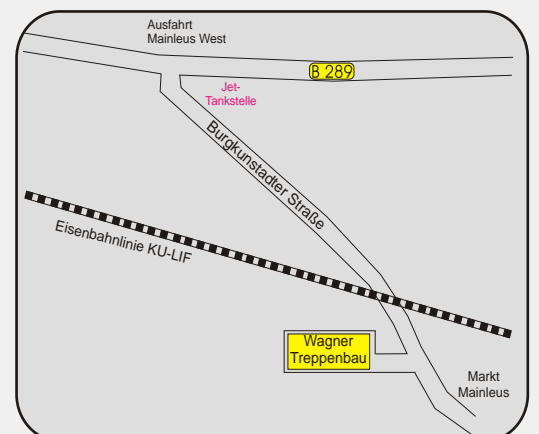 Ausfahrt
Mainleus West
B 289
Jet-
Tankstelle
Burgkunstadter Straße
Eisenbahnlinie KU-LIF
Wagner
Treppenbau
Markt
Mainleus